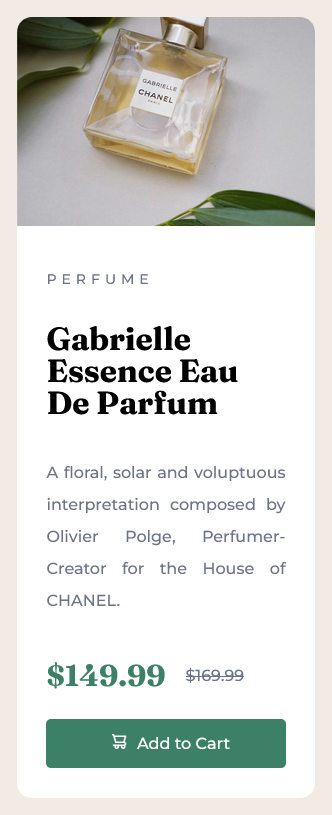 GABRIELLE
CHANEL
PARIS
PERFUME
Gabrielle
Essence Eau
De Parfum
A floral, solar and voluptuous
interpretation composed by
Olivier Polge, Perfumer-
Creator for the House of
CHANEL.
$149.99 $169.99
Add to Cart